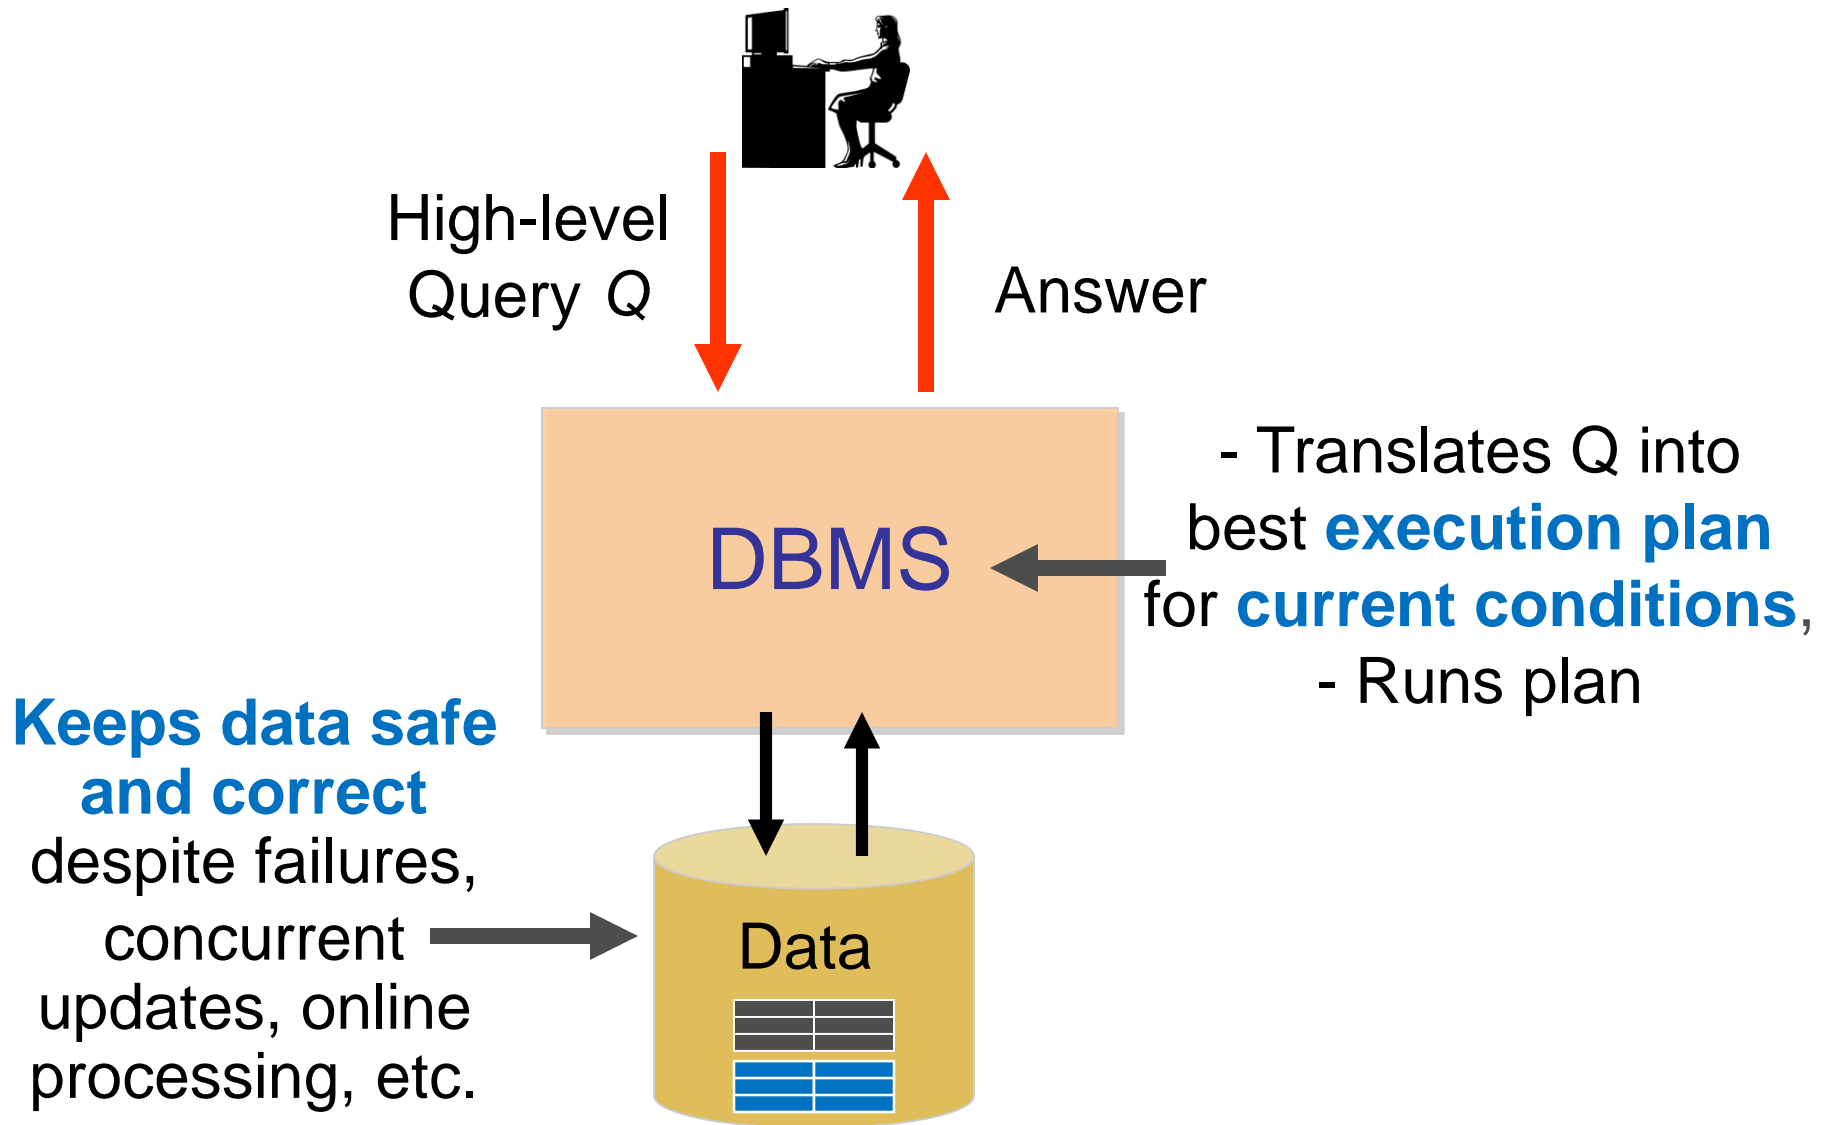 High-level
Query Q
Answer
DBMS
- Translates Q into
best execution plan
for current conditions,
- Runs plan
Keeps data safe
and correct
despite failures,
concurrent
updates, online
processing, etc.
Data